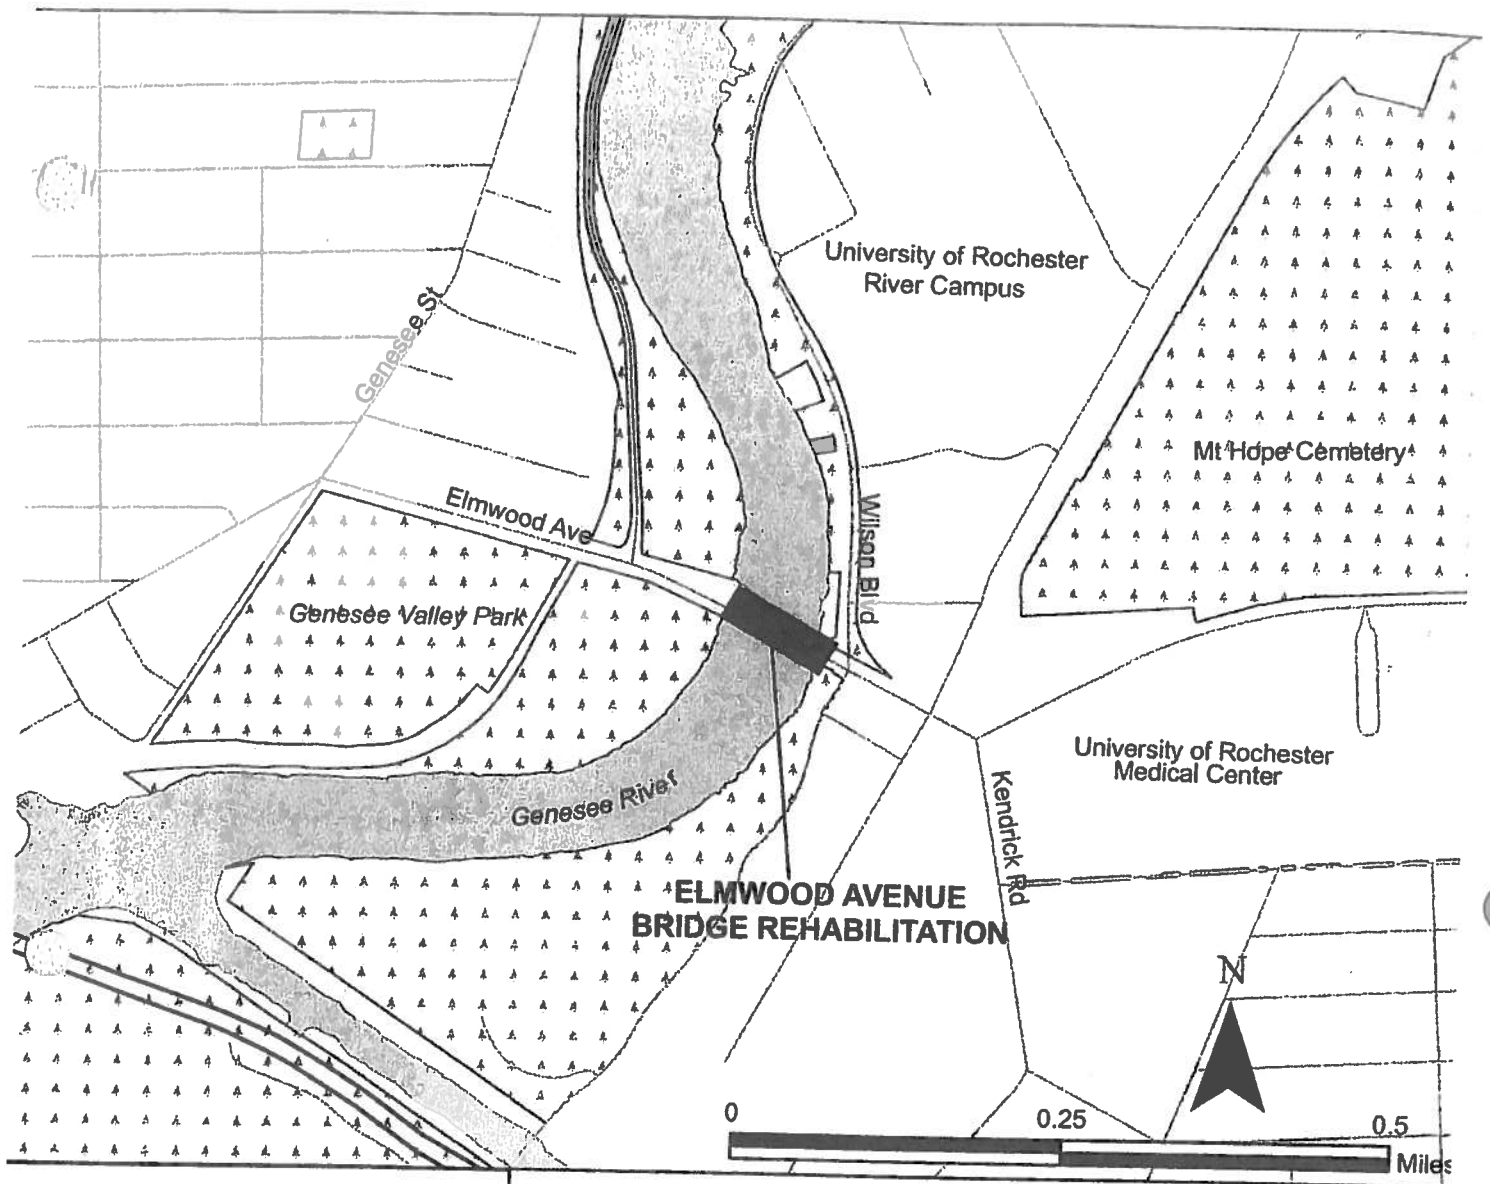 University of Rochester
River Campus
Genesee St
Mt Hope Cemetery
Elmwood Ave
Wilson Blvd
Genesee Valley Park
University of Rochester
Medical Center
Genesee River
Kendrick Rd
ELMWOOD AVENUE
BRIDGE REHABILITATION
N
0 0.25 0.5
Miles